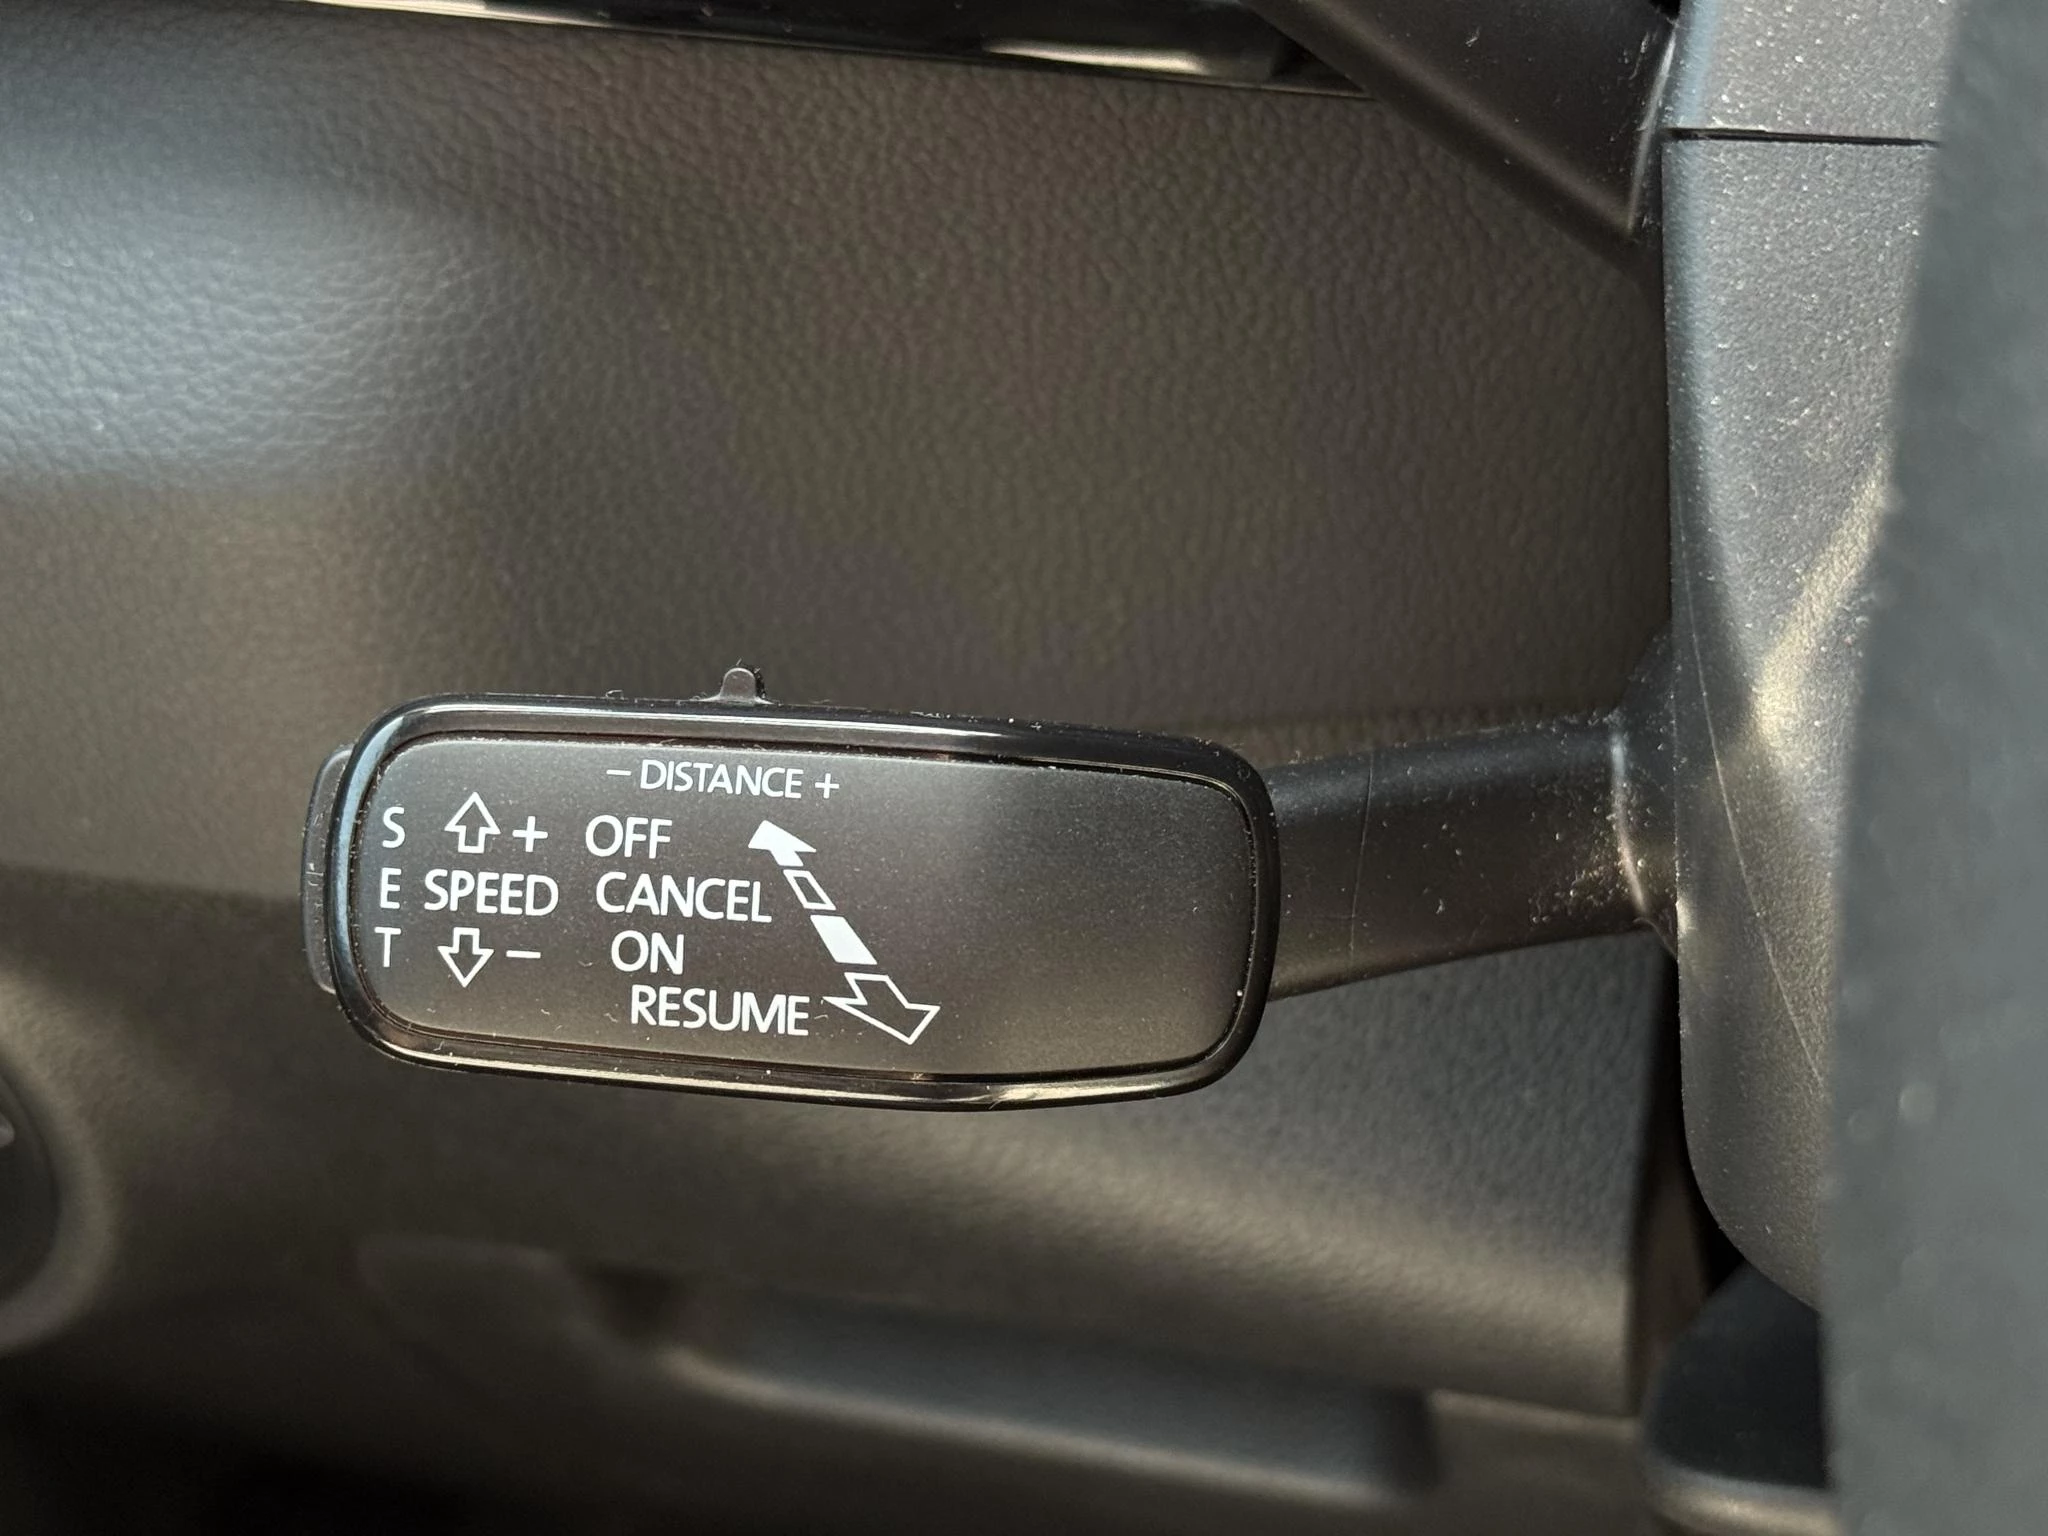 − DISTANCE +
S + OFF
E SPEED CANCEL
T − ON
RESUME